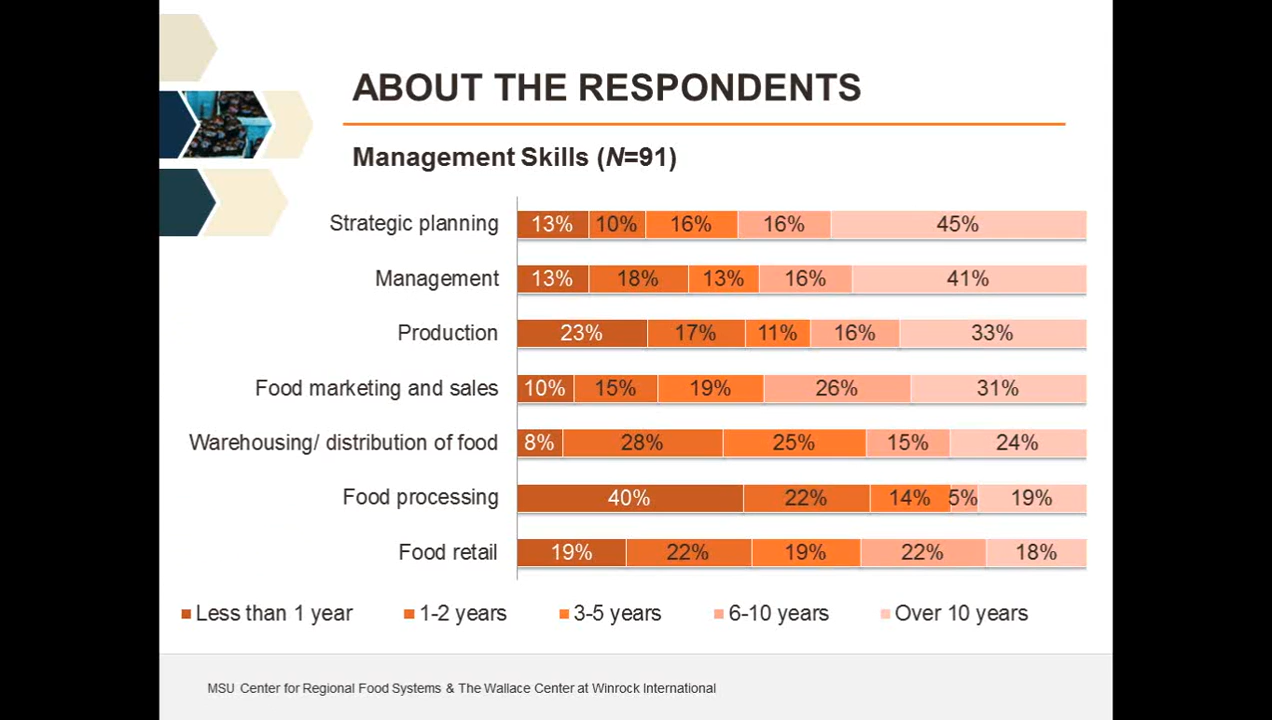 ABOUT THE RESPONDENTS
Management Skills (N=91)
Strategic planning 13% 10% 16% 16% 45%
Management 13% 18% 13% 16% 41%
Production 23% 17% 11% 16% 33%
Food marketing and sales 10% 15% 19% 26% 31%
Warehousing/ distribution of food 8% 28% 25% 15% 24%
Food processing 40% 22% 14% 5% 19%
Food retail 19% 22% 19% 22% 18%
Less than 1 year 1-2 years 3-5 years 6-10 years Over 10 years
MSU Center for Regional Food Systems & The Wallace Center at Winrock International